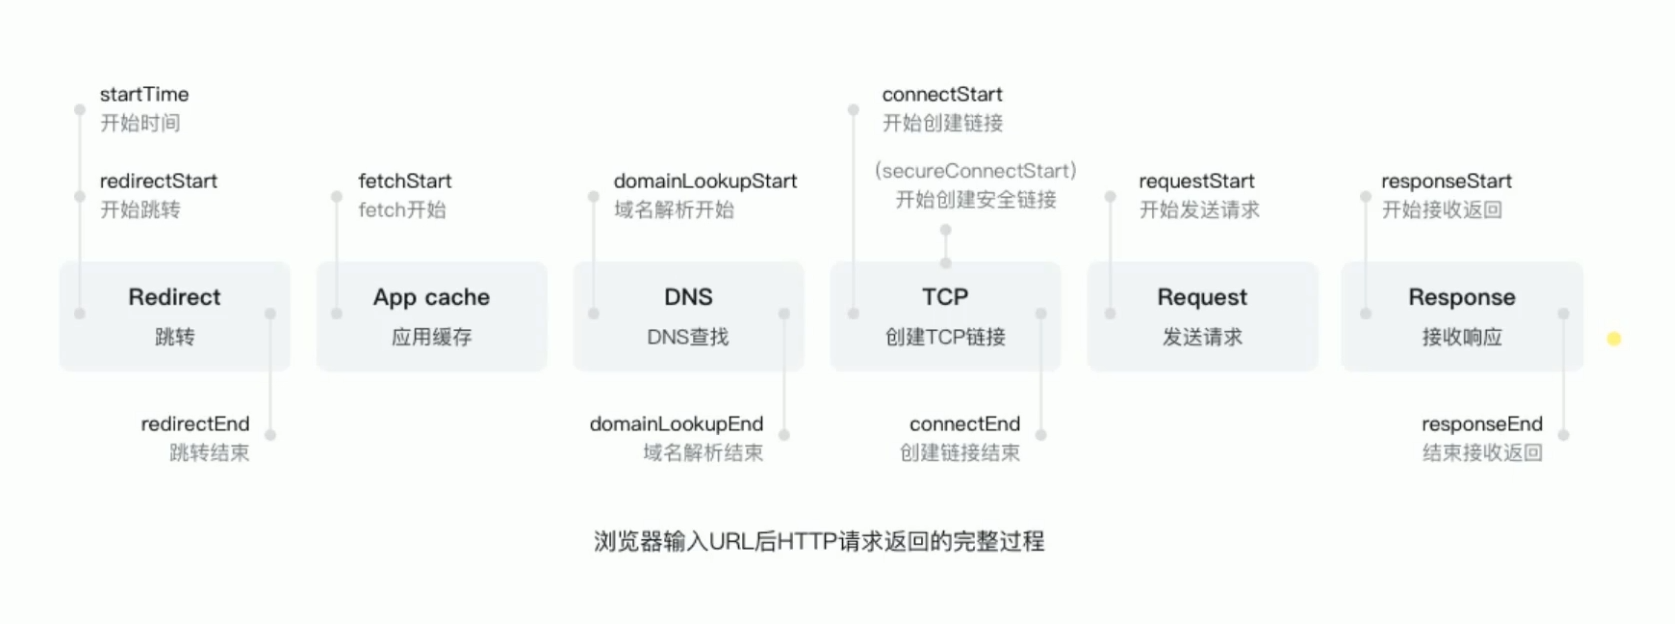 startTime
开始时间
redirectStart
开始跳转
fetchStart
fetch开始
domainLookupStart
域名解析开始
connectStart
开始创建链接
(secureConnectStart)
开始创建安全链接
requestStart
开始发送请求
responseStart
开始接收返回
Redirect
跳转
App cache
应用缓存
DNS
DNS查找
TCP
创建TCP链接
Request
发送请求
Response
接收响应
redirectEnd
跳转结束
domainLookupEnd
域名解析结束
connectEnd
创建链接结束
responseEnd
结束接收返回
浏览器输入URL后HTTP请求返回的完整过程